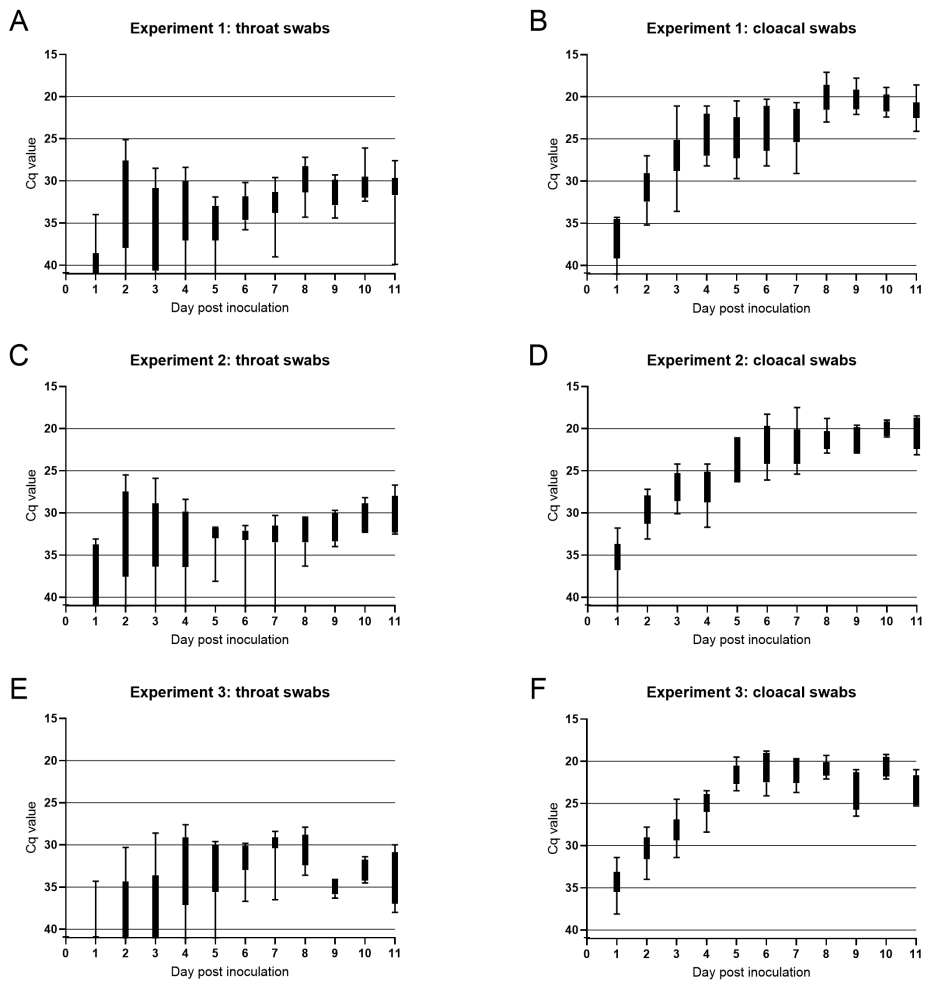 A
Experiment 1: throat swabs
15
20
25
30
35
40
Cq value
0 1 2 3 4 5 6 7 8 9 10 11
Day post inoculation
B
Experiment 1: cloacal swabs
15
20
25
30
35
40
Cq value
0 1 2 3 4 5 6 7 8 9 10 11
Day post inoculation
C
Experiment 2: throat swabs
15
20
25
30
35
40
Cq value
0 1 2 3 4 5 6 7 8 9 10 11
Day post inoculation
D
Experiment 2: cloacal swabs
15
20
25
30
35
40
Cq value
0 1 2 3 4 5 6 7 8 9 10 11
Day post inoculation
E
Experiment 3: throat swabs
15
20
25
30
35
40
Cq value
0 1 2 3 4 5 6 7 8 9 10 11
Day post inoculation
F
Experiment 3: cloacal swabs
15
20
25
30
35
40
Cq value
0 1 2 3 4 5 6 7 8 9 10 11
Day post inoculation